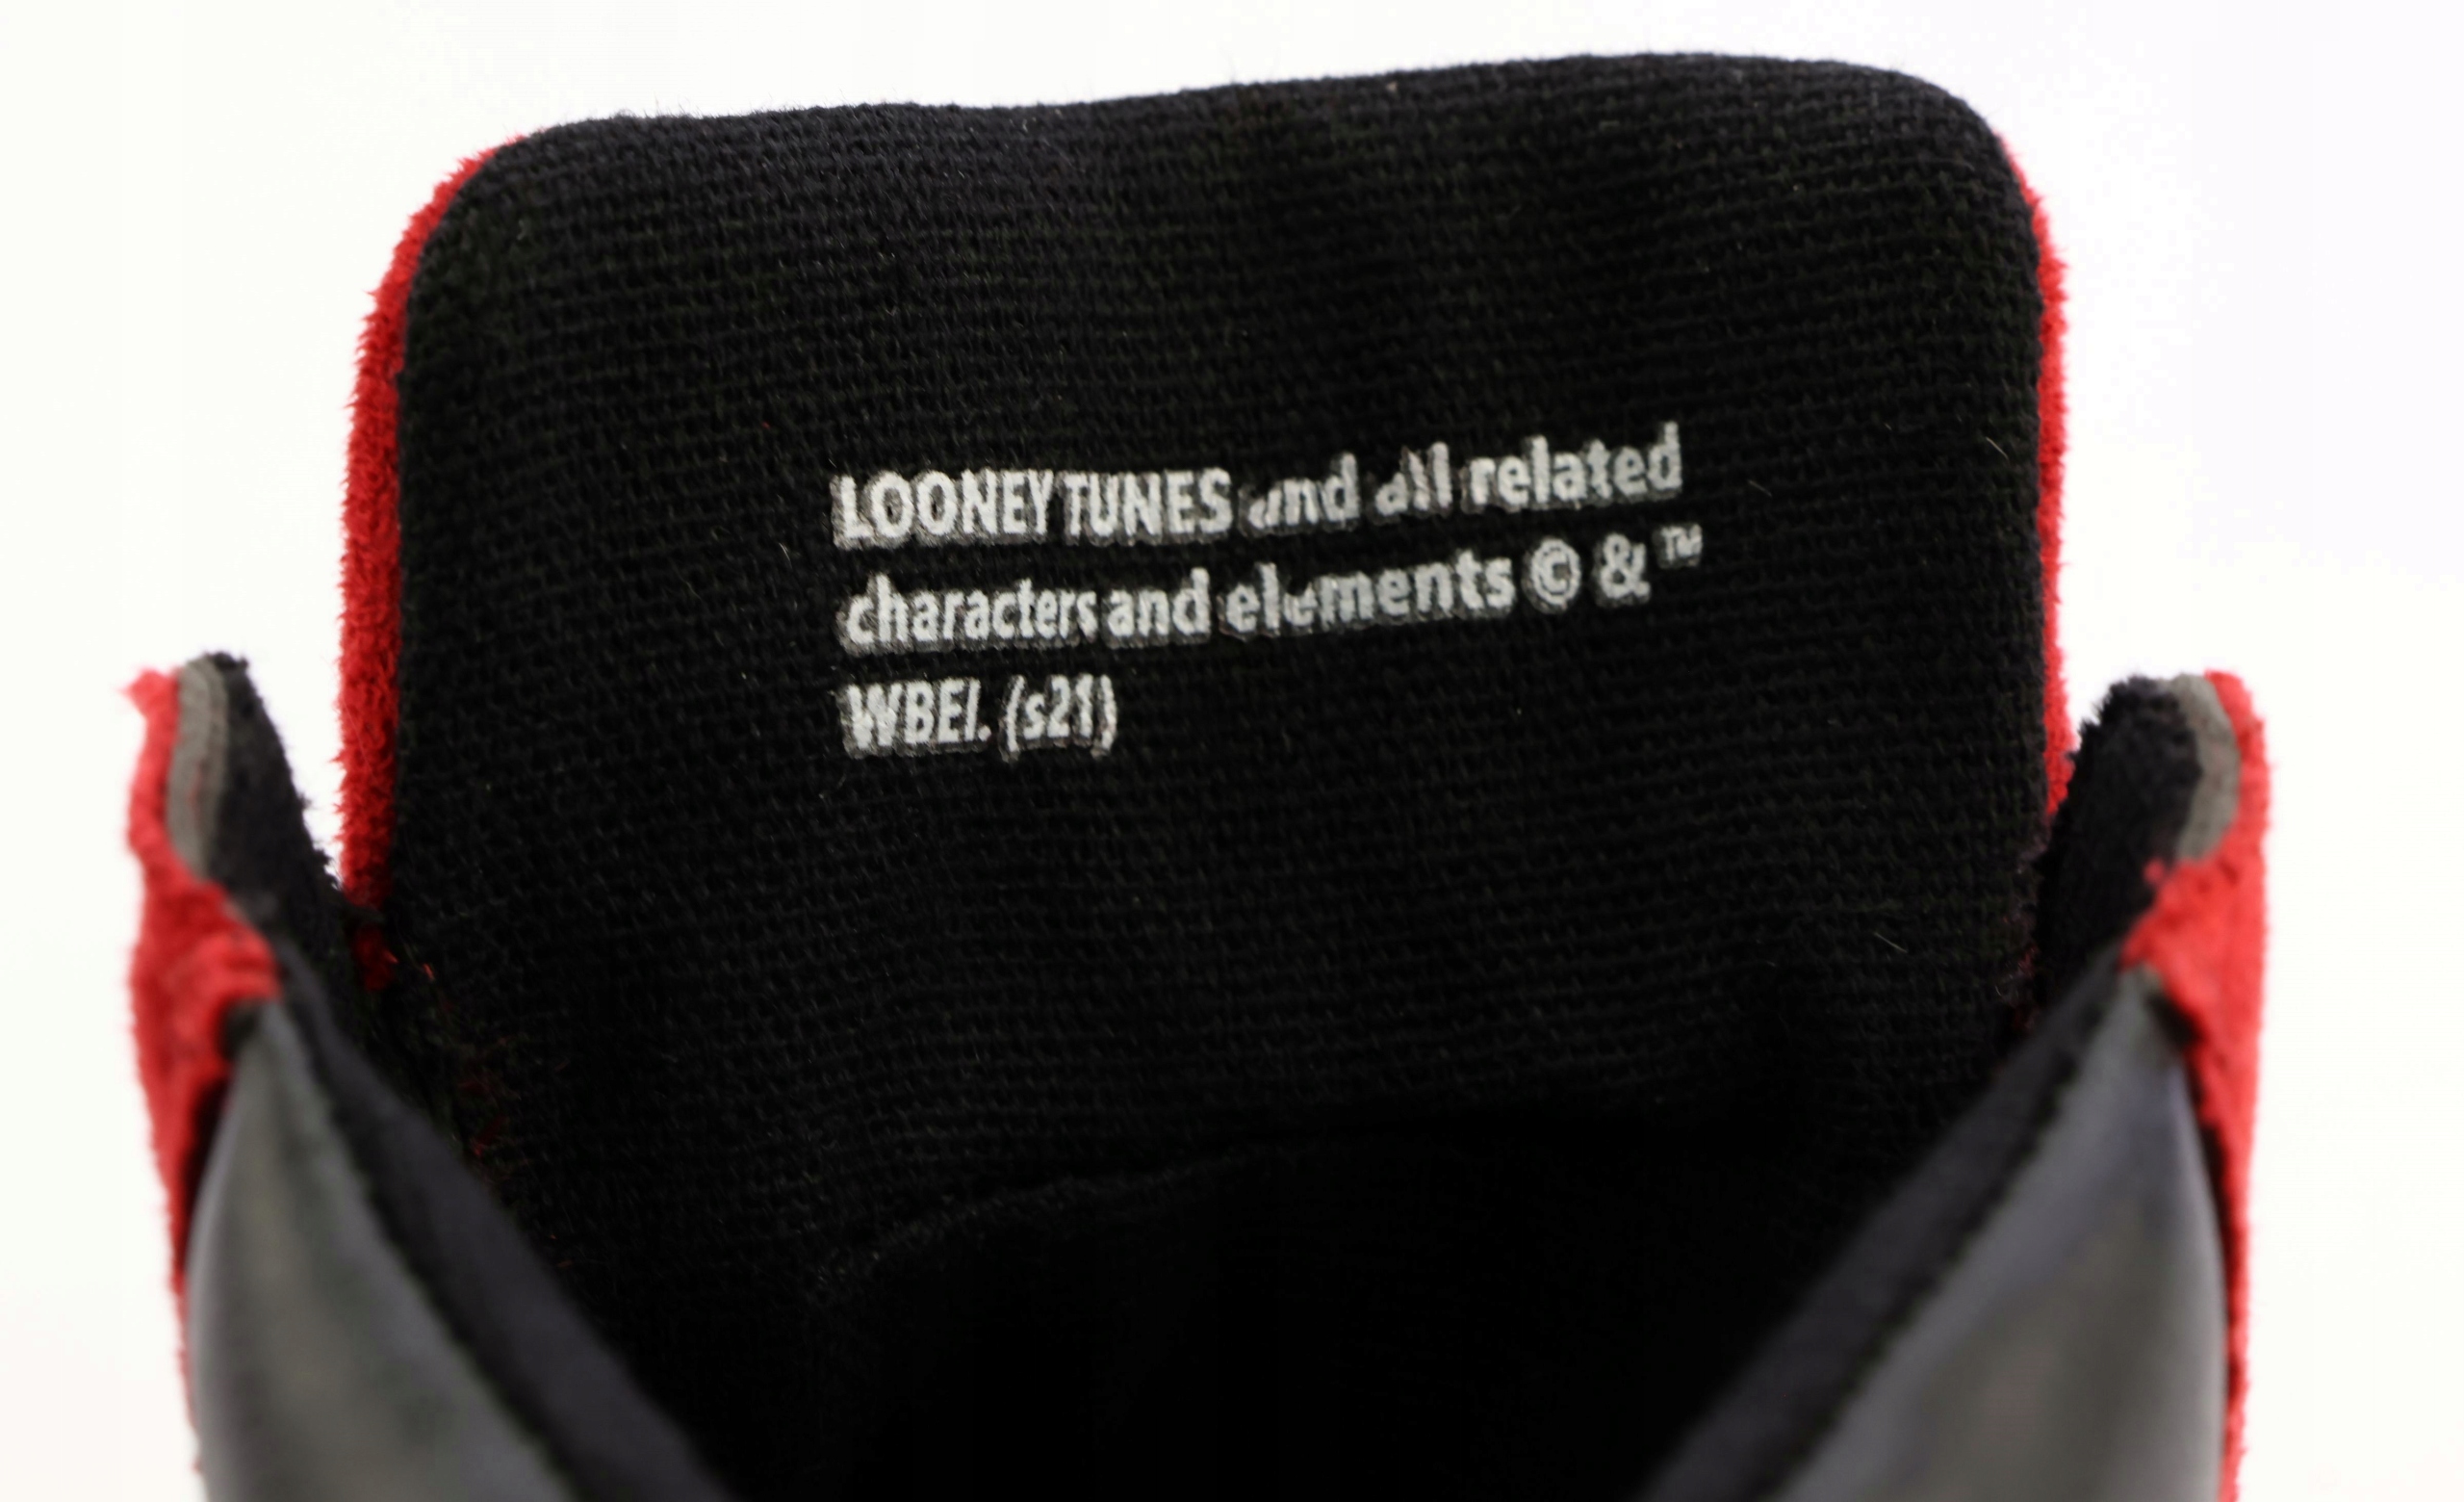 LOONEY TUNES and all related
characters and elements © & ™
WBEI. (s21)